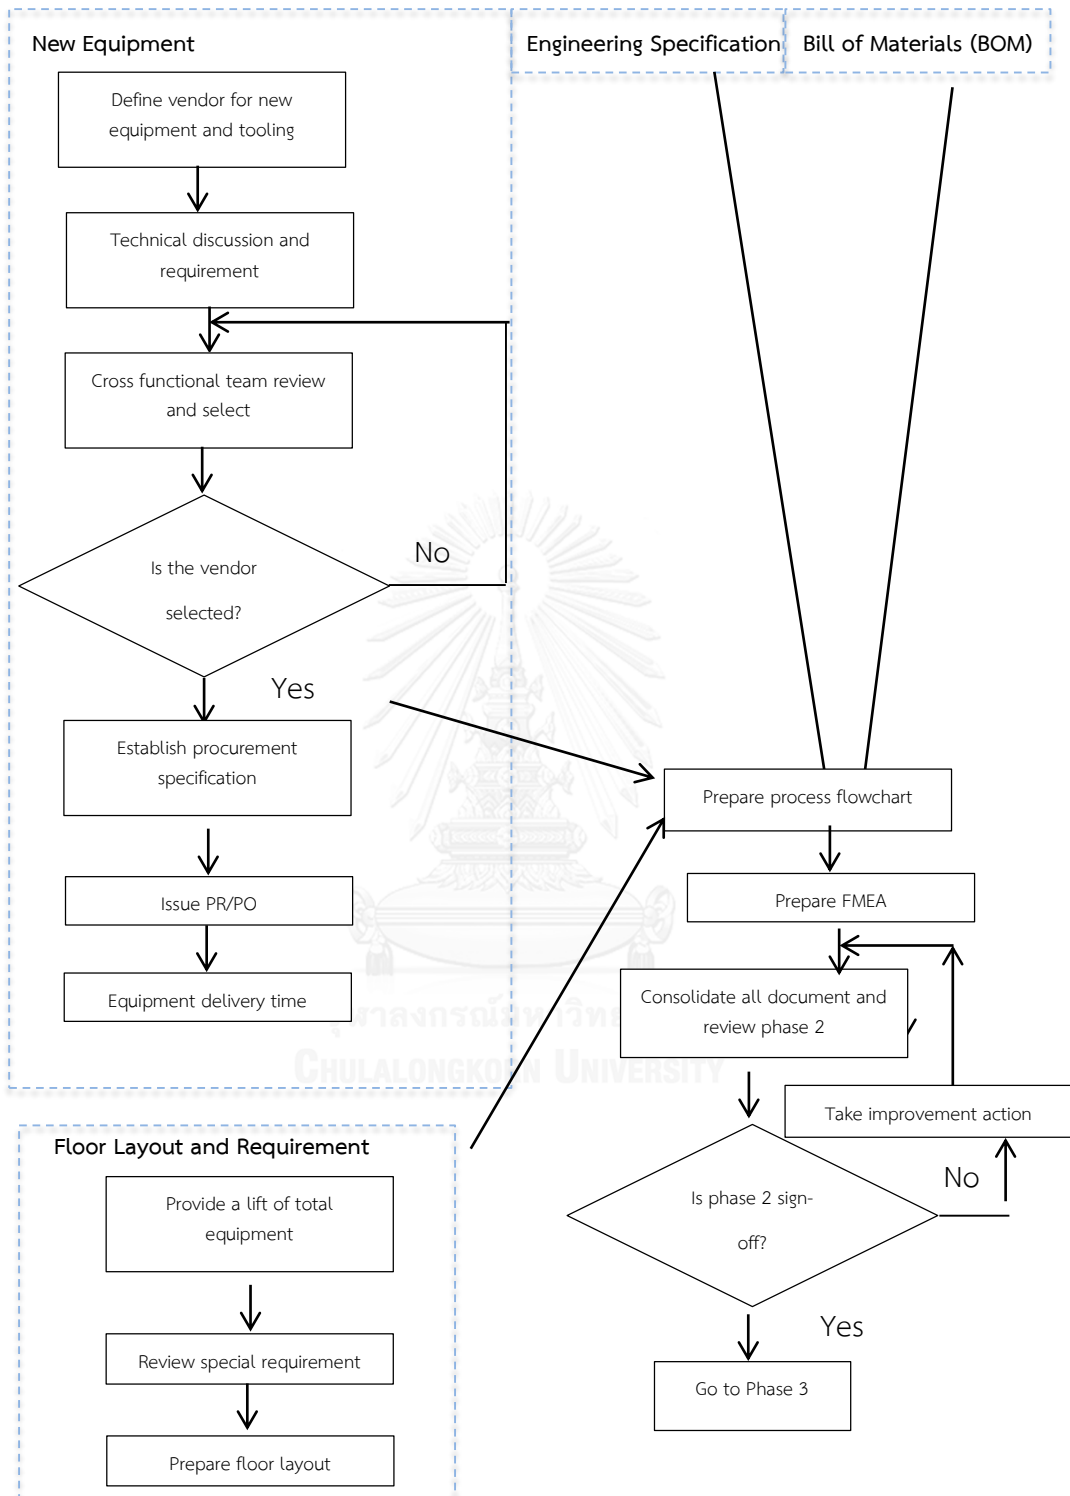 New Equipment
Define vendor for new
equipment and tooling
Technical discussion and
requirement
Cross functional team review
and select
Is the vendor
selected?
No
Yes
Establish procurement
specification
Issue PR/PO
Equipment delivery time
Engineering Specification
Bill of Materials (BOM)
Prepare process flowchart
Prepare FMEA
Consolidate all document and
review phase 2
Take improvement action
Is phase 2 sign-
off?
No
Yes
Go to Phase 3
Floor Layout and Requirement
Provide a lift of total
equipment
Review special requirement
Prepare floor layout
CHULALONGKORN UNIVERSITY